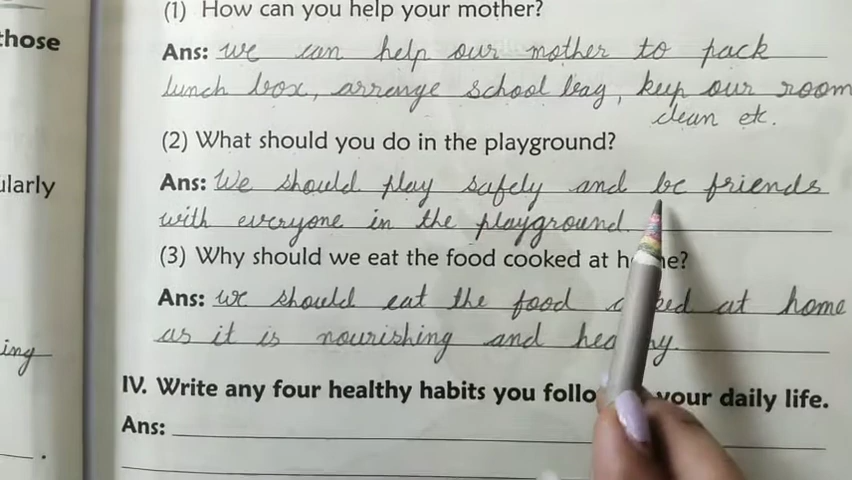 (1) How can you help your mother?
those
Ans: we can help our mother to pack
lunch box, arrenge school bag, keep our room
clean etc.
(2) What should you do in the playground?
ularly
Ans: We should play safely and be friends
with everyone in the playground.
(3) Why should we eat the food cooked at
Ans: we should eat the food at home
ing
as it is nourishing and
IV. Write any four healthy habits you your daily life.
Ans: